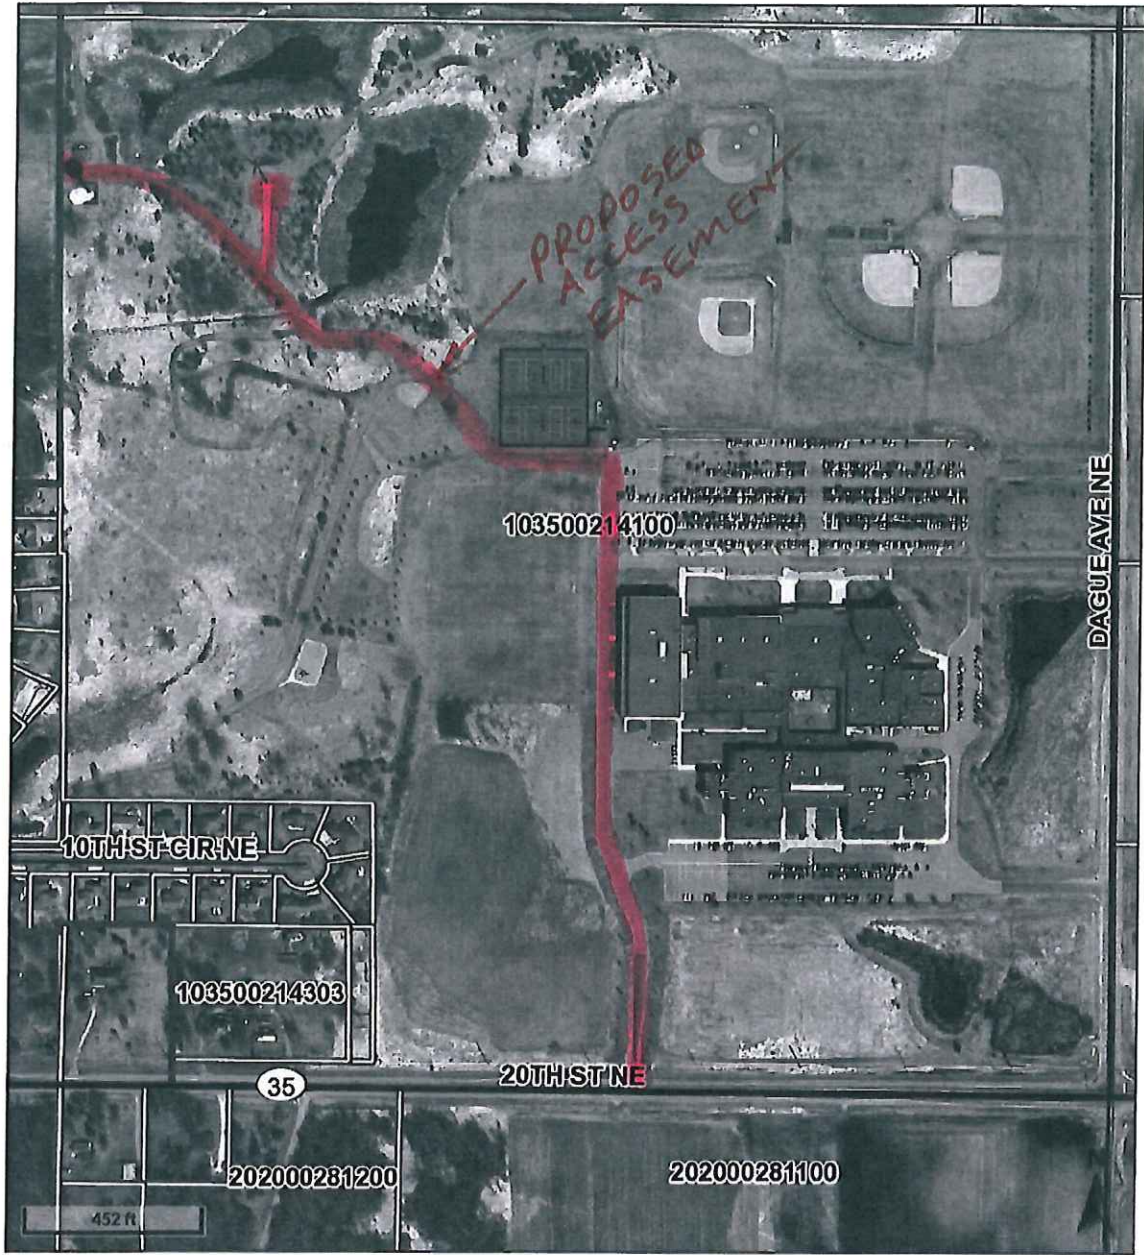 PROPOSED
ACCESS
EASEMENT
103500214100
DAGUE AVE NE
10TH ST CIR NE
103500214303
35
20TH ST NE
202000281200
202000281100
452 ft